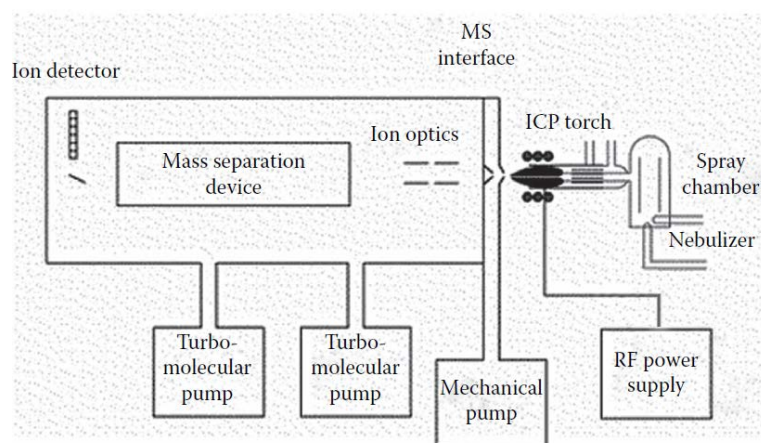 MS
interface
Ion detector
Ion optics
ICP torch
Mass separation
device
Spray
chamber
Nebulizer
Turbo-
molecular
pump
Turbo-
molecular
pump
Mechanical
pump
RF power
supply